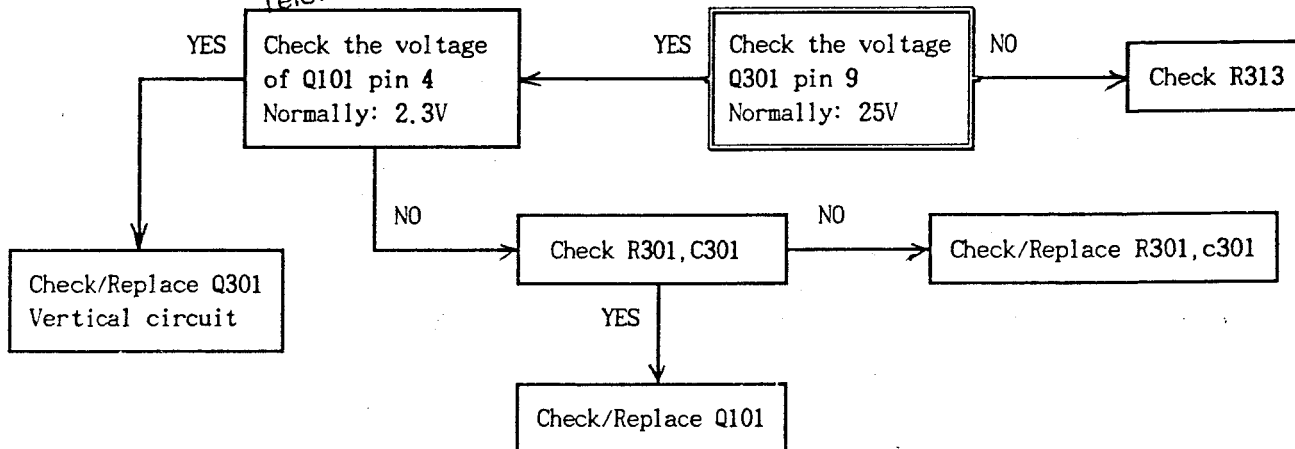 YES
Check the voltage
of Q101 pin 4
Normally: 2.3V
YES
Check the voltage
Q301 pin 9
Normally: 25V
NO
Check R313
NO
Check R301,C301
NO
Check/Replace R301,c301
Check/Replace Q301
Vertical circuit
YES
Check/Replace Q101